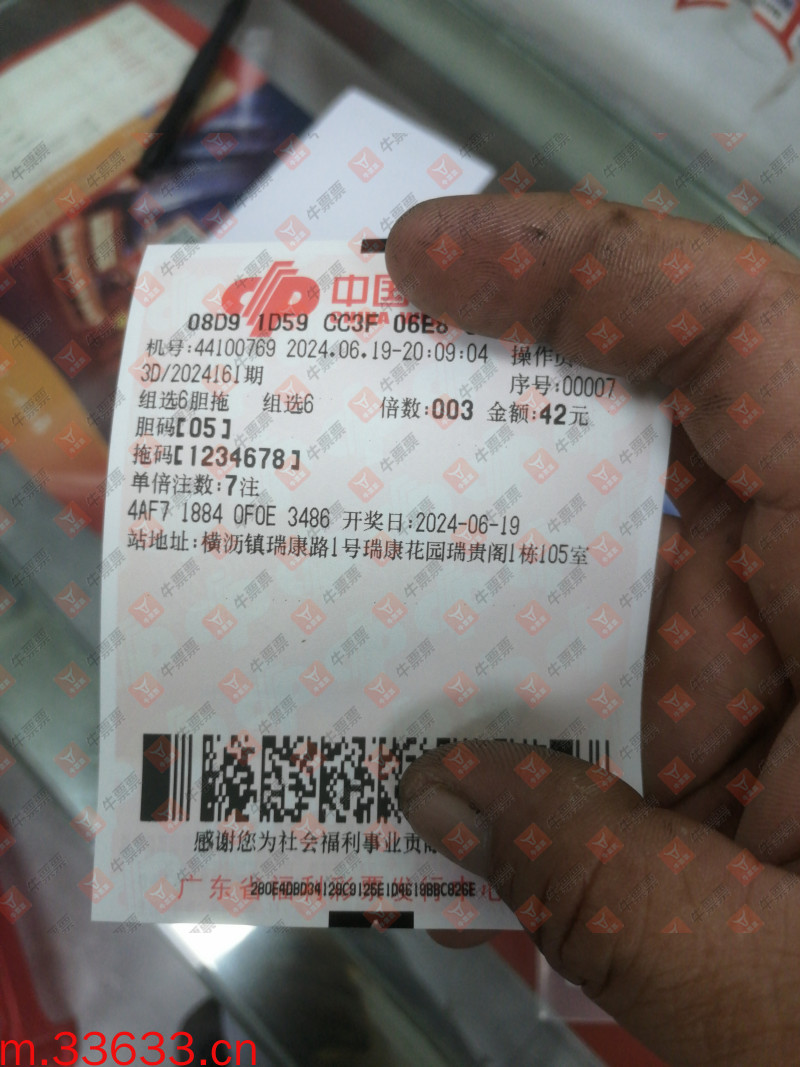 中国
CHINA
08D9 1D59 CC3F 06E8
机号:44100769 2024.06.19-20:09:04 操作员
3D/2024161期 序号:00007
组选6胆拖 组选6 倍数:003 金额:42元
胆码[05]
拖码[1234678]
单倍注数:7注
4AF7 1884 0F0E 3486 开奖日:2024-06-19
站地址:横沥镇瑞康路1号瑞康花园瑞贵阁1栋105室
感谢您为社会福利事业贡献
广东省福利彩票发行中心
牛票票
m.33633.cn